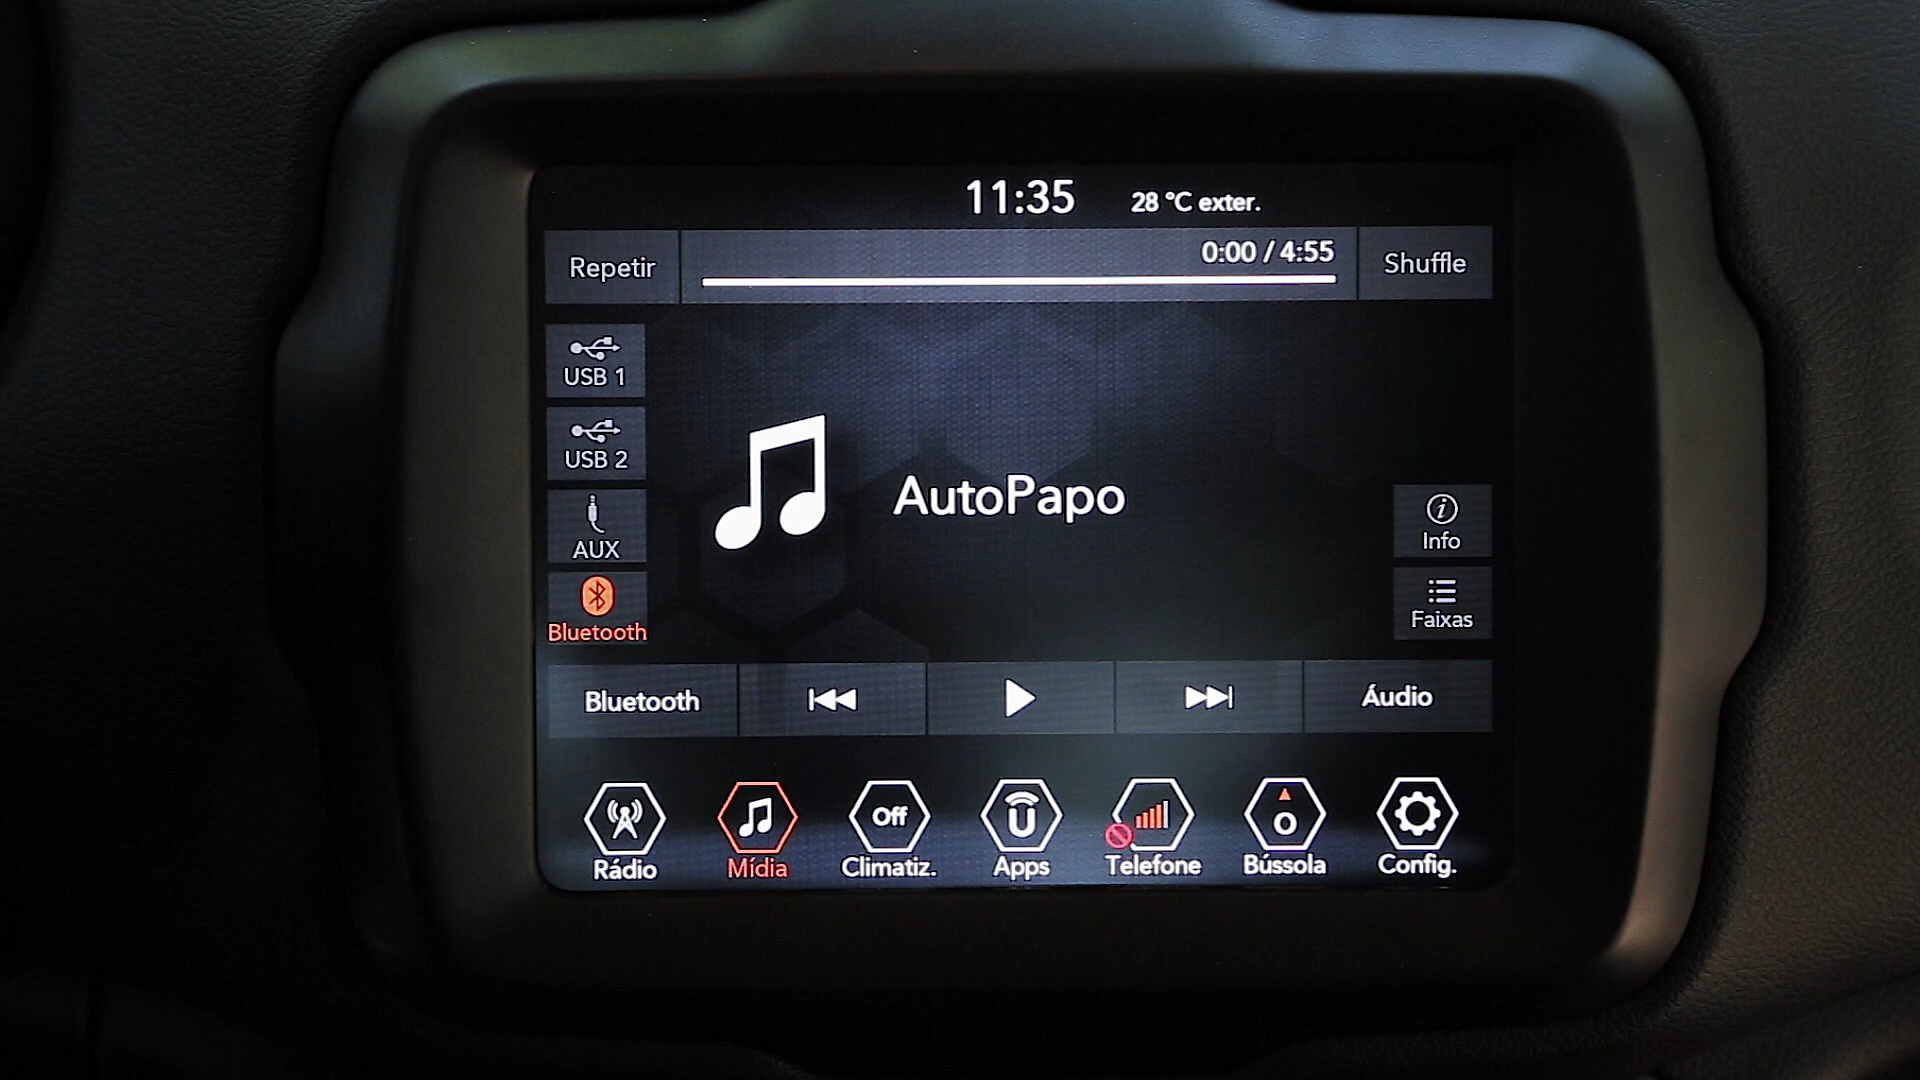 11:35 28 °C exter.
Repetir 0:00 / 4:55 Shuffle
USB 1
USB 2
AUX
Bluetooth
AutoPapo
Info
Faixas
Bluetooth Áudio
Off U O
Rádio Mídia Climatiz. Apps Telefone Bússola Config.